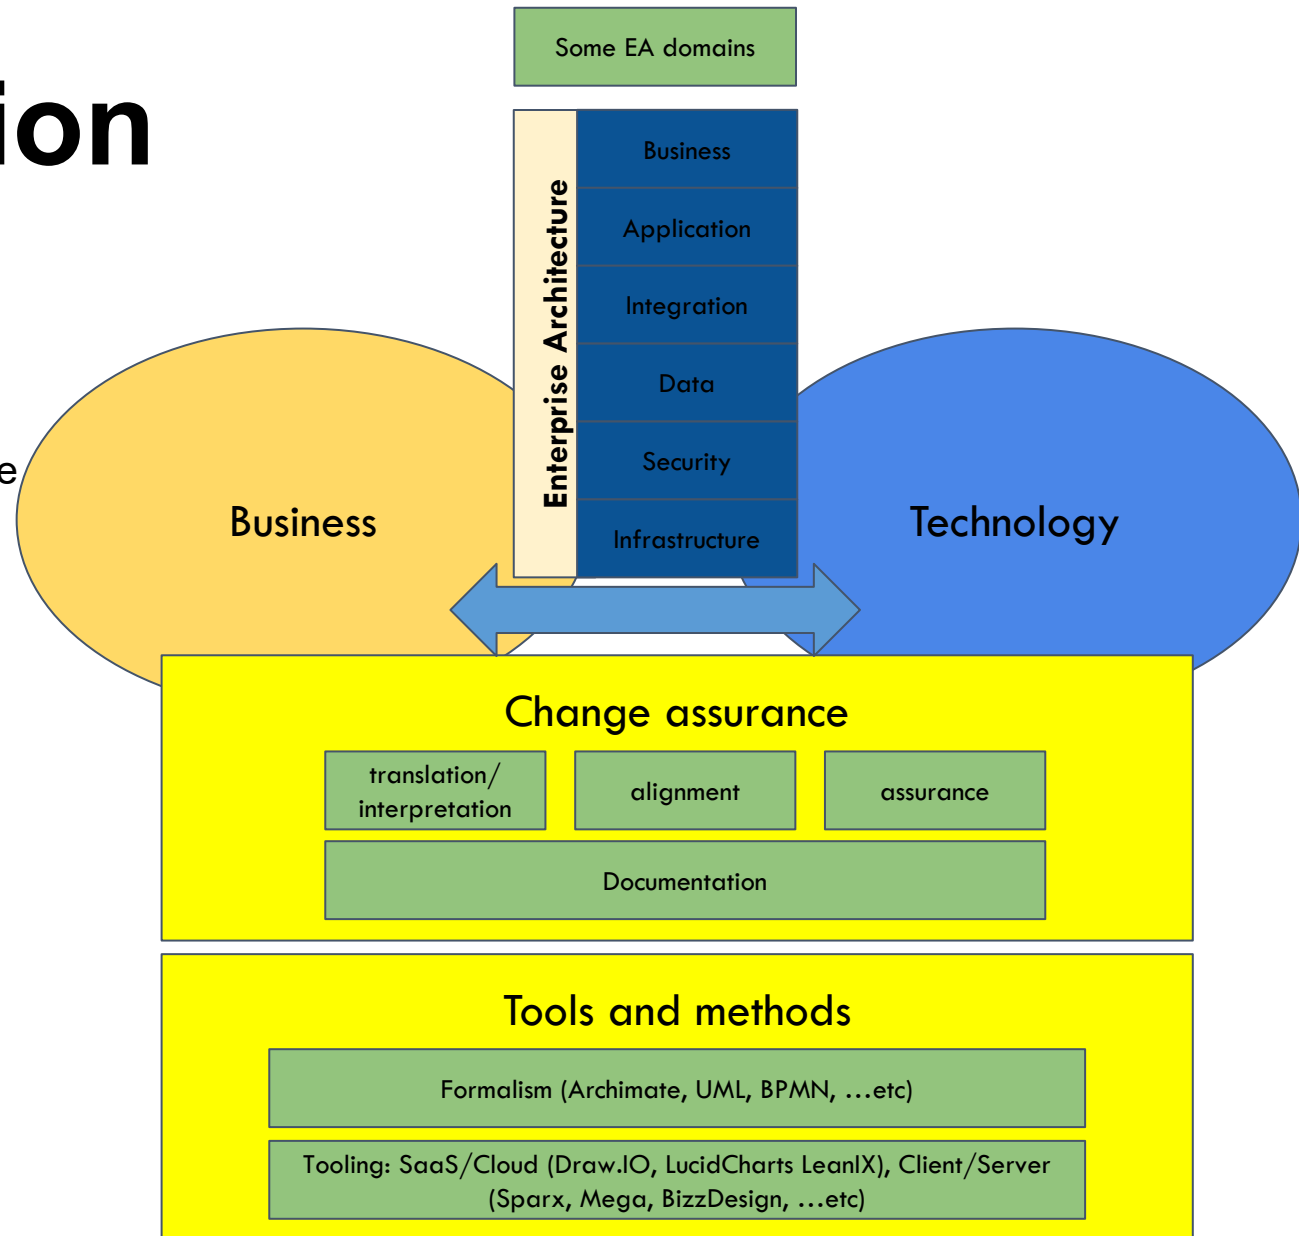 Some EA domains
ion
Enterprise Architecture
Business
Application
Integration
Data
Security
Infrastructure
e
Business
Technology
Change assurance
translation/
interpretation
alignment
assurance
Documentation
Tools and methods
Formalism (Archimate, UML, BPMN, …etc)
Tooling: SaaS/Cloud (Draw.IO, LucidCharts LeanIX), Client/Server
(Sparx, Mega, BizzDesign, …etc)